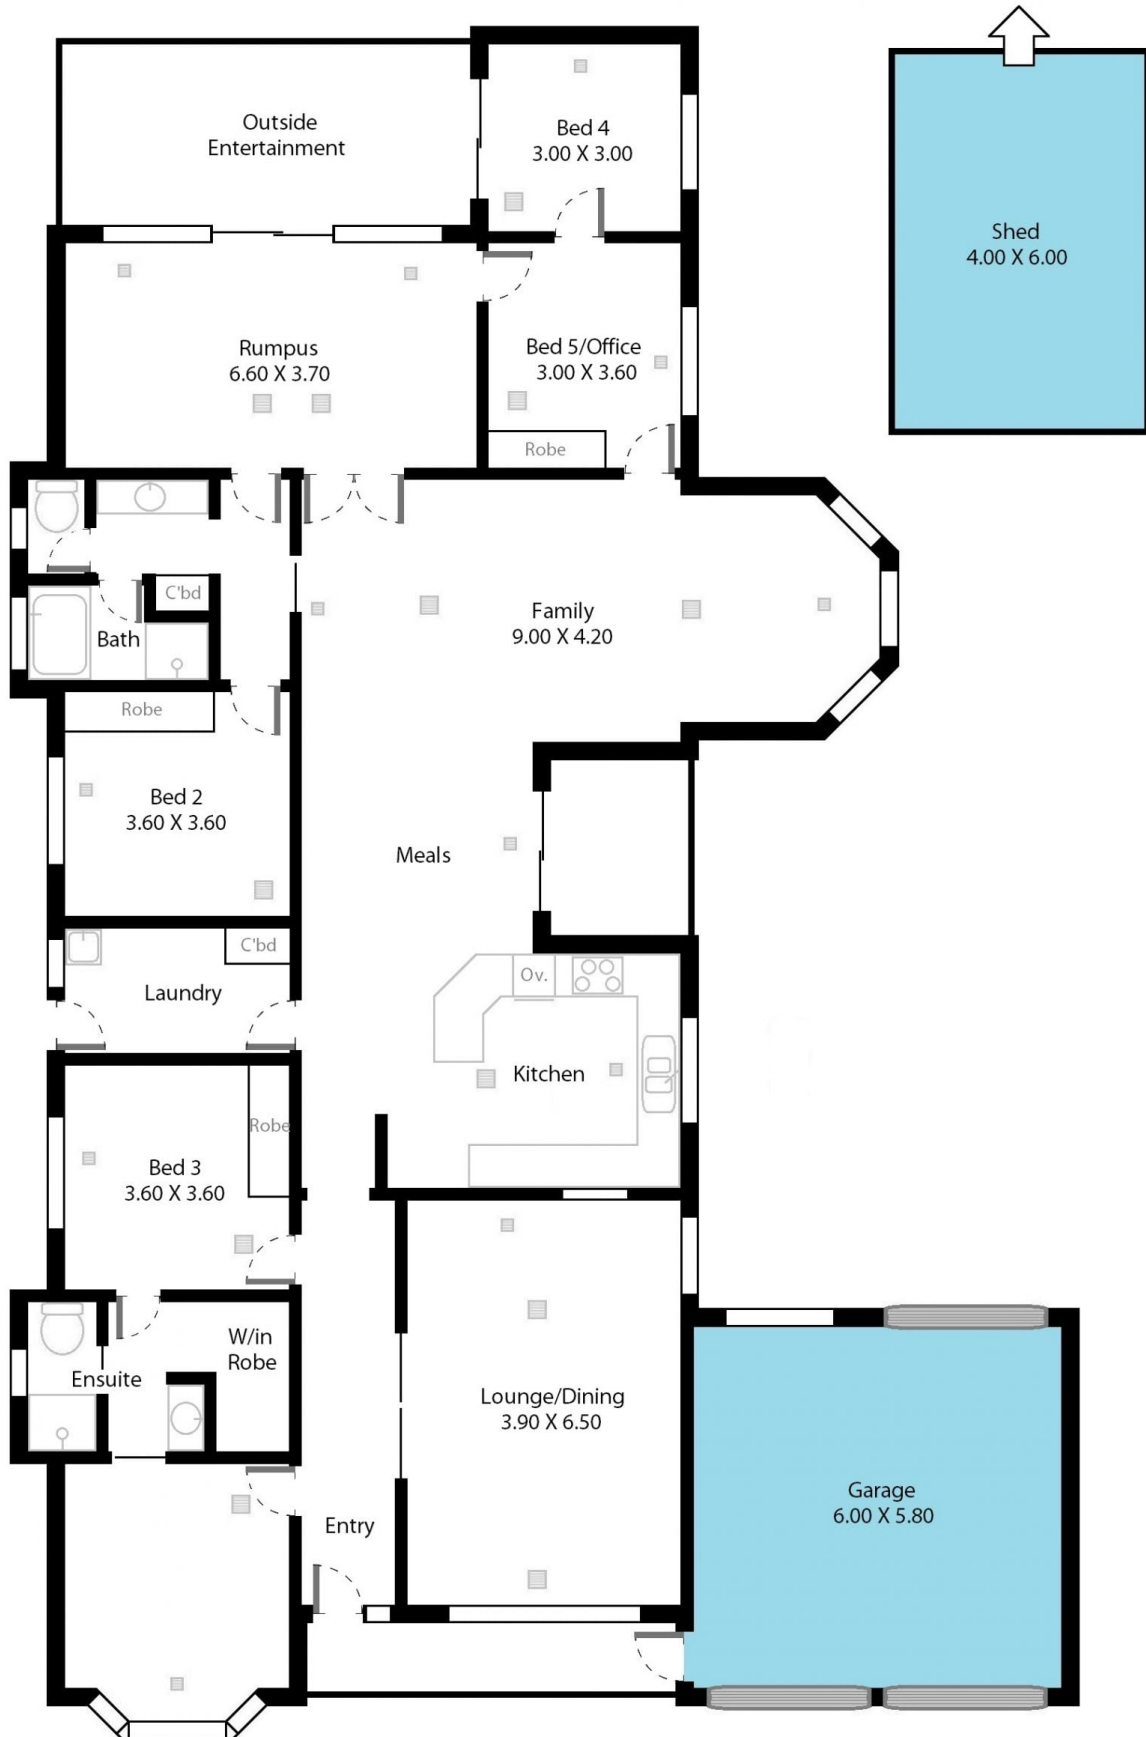 Outside
Entertainment
Bed 4
3.00 X 3.00
Shed
4.00 X 6.00
Rumpus
6.60 X 3.70
Bed 5/Office
3.00 X 3.60
Robe
C'bd
Bath
Family
9.00 X 4.20
Robe
Bed 2
3.60 X 3.60
Meals
C'bd
Laundry
Ov.
Kitchen
Robe
Bed 3
3.60 X 3.60
W/in
Robe
Ensuite
Lounge/Dining
3.90 X 6.50
Garage
6.00 X 5.80
Entry